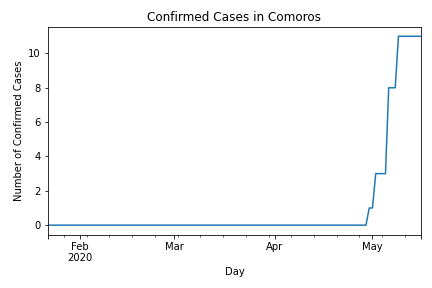 Confirmed Cases in Comoros
Number of Confirmed Cases
10
8
6
4
2
0
Feb
2020
Mar
Apr
May
Day